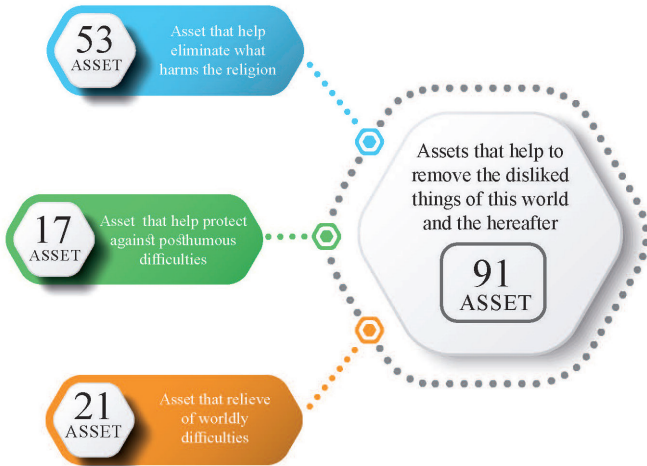 53
ASSET
Asset that help
eliminate what
harms the religion
17
ASSET
Asset that help protect
against posthumous
difficulties
21
ASSET
Asset that relieve
of worldly
difficulties
Assets that help to
remove the disliked
things of this world
and the hereafter
91
ASSET